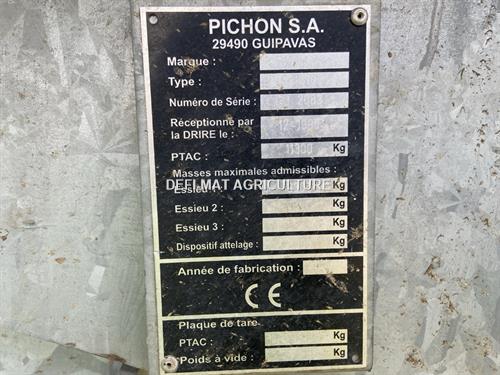 PICHON S.A.
29490 GUIPAVAS
Marque :
Type :
Numéro de Série :
Réceptionné par
la DRIRE le :
PTAC : Kg
Masses maximales admissibles :
DEFI MAT AGRICULTURE
Essieu 1 : Kg
Essieu 2 : Kg
Essieu 3 : Kg
Dispositif attelage : Kg
Année de fabrication :
CE
Plaque de tare
PTAC : Kg
Poids à vide : Kg